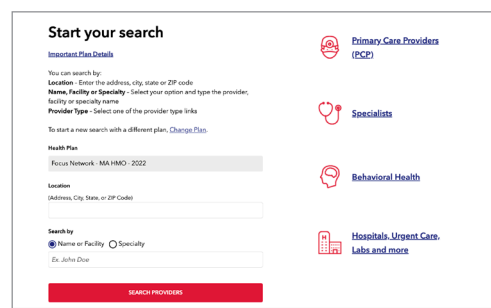 Start your search
Important Plan Details
You can search by:
Location - Enter the address, city, state or ZIP code
Name, Facility or Specialty - Select your option and type the provider,
facility or specialty name
Provider Type - Select one of the provider type links
To start a new search with a different plan, Change Plan.
Health Plan
Focus Network - MA HMO - 2022
Location
(Address, City, State, or ZIP Code)
Search by
Name or Facility Specialty
Ex. John Doe
SEARCH PROVIDERS
Primary Care Providers
(PCP)
Specialists
Behavioral Health
Hospitals, Urgent Care,
Labs and more